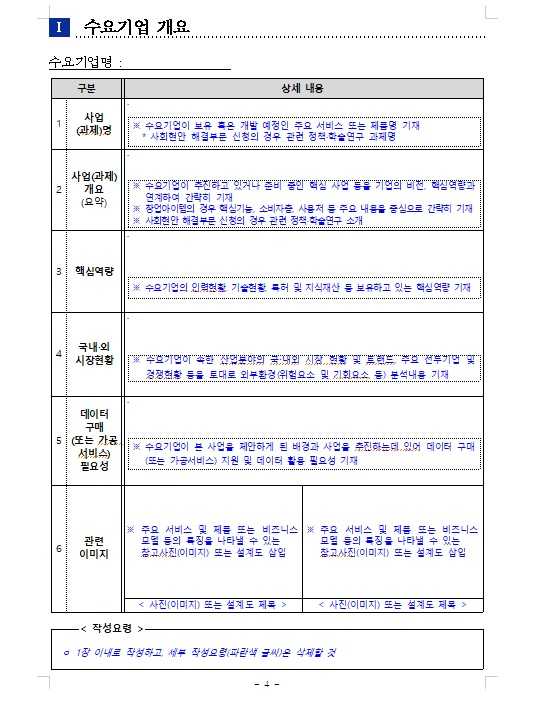 Ⅰ 수요기업 개요
수요기업명 :
구분 상세 내용
1 사업
(과제)명
※ 수요기업이 보유 혹은 개발 예정인 주요 서비스 또는 제품명 기재
* 사회현안 해결부문 신청의 경우 관련 정책·학술연구 과제명
2 사업(과제)
개요
(요약)
※ 수요기업이 추진하고 있거나 준비 중인 핵심 사업 등을 기업의 비전, 핵심역량과
연계하여 간략히 기재
※ 창업아이템의 경우 핵심기능, 소비자층, 사용처 등 주요 내용을 중심으로 간략히 기재
※ 사회현안 해결부문 신청의 경우 관련 정책·학술연구 소개
3 핵심역량
※ 수요기업의 인력현황, 기술현황, 특허 및 지식재산 등 보유하고 있는 핵심역량 기재
4 국내·외
시장현황
※ 수요기업이 속한 산업분야의 국·내외 시장 현황 및 트렌드, 주요 선두기업 및
경쟁현황 등을 토대로 외부환경(위험요소 및 기회요소 등) 분석내용 기재
5 데이터
구매
(또는 가공
서비스)
필요성
※ 수요기업이 본 사업을 제안하게 된 배경과 사업을 추진하는데 있어 데이터 구매
(또는 가공서비스) 지원 및 데이터 활용 필요성 기재
6 관련
이미지
※ 주요 서비스 및 제품 또는 비즈니스
모델 등의 특징을 나타낼 수 있는
참고사진(이미지) 또는 설계도 삽입
※ 주요 서비스 및 제품 또는 비즈니스
모델 등의 특징을 나타낼 수 있는
참고사진(이미지) 또는 설계도 삽입
< 사진(이미지) 또는 설계도 제목 >
< 사진(이미지) 또는 설계도 제목 >
< 작성요령 >
ㅇ 1장 이내로 작성하고, 세부 작성요령(파란색 글씨)은 삭제할 것
- 4 -